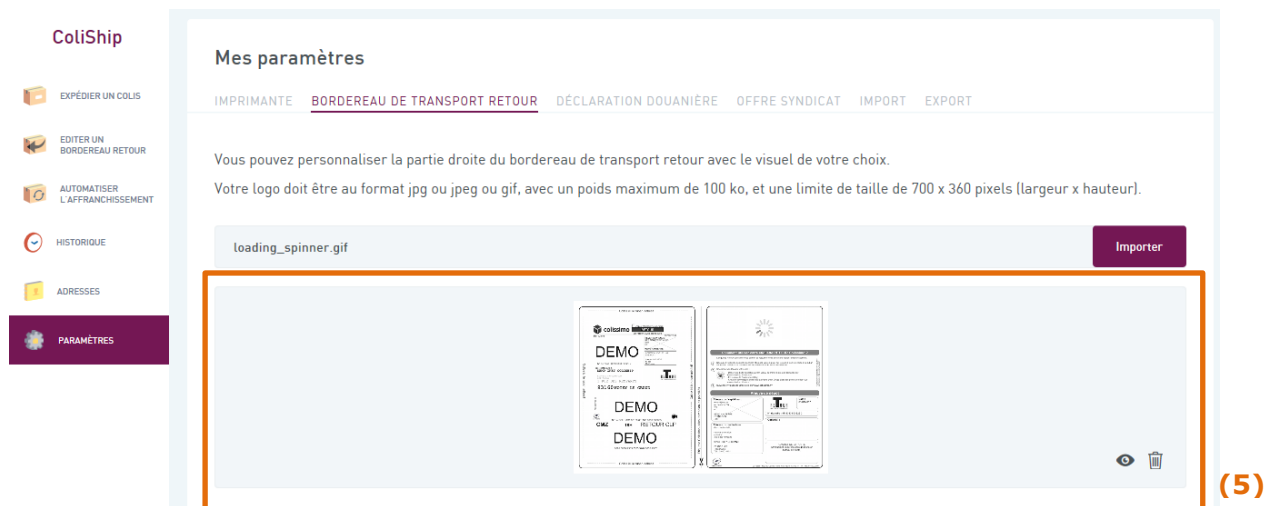 ColiShip
EXPÉDIER UN COLIS
EDITER UN
BORDEREAU RETOUR
AUTOMATISER
L'AFFRANCHISSEMENT
HISTORIQUE
ADRESSES
PARAMÈTRES
Mes paramètres
IMPRIMANTE BORDEREAU DE TRANSPORT RETOUR DÉCLARATION DOUANIÈRE OFFRE SYNDICAT IMPORT EXPORT
Vous pouvez personnaliser la partie droite du bordereau de transport retour avec le visuel de votre choix.
Votre logo doit être au format jpg ou jpeg ou gif, avec un poids maximum de 100 ko, et une limite de taille de 700 x 360 pixels (largeur x hauteur).
loading_spinner.gif Importer
colissimo
DEMO
DEMO
DEMO
(5)